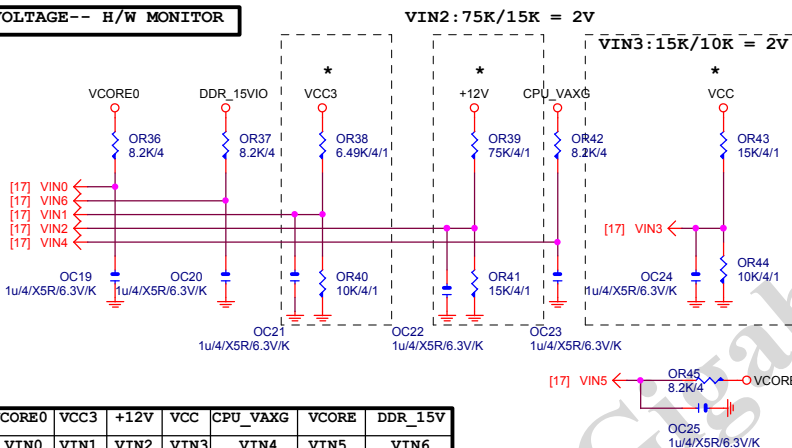 VOLTAGE-- H/W MONITOR
VIN2:75K/15K = 2V
VIN3:15K/10K = 2V
* * *
VCORE0 DDR_15VIO VCC3 +12V CPU_VAXG VCC
OR36 OR37 OR38 OR39 OR42 OR43
8.2K/4 8.2K/4 6.49K/4/1 75K/4/1 8.2K/4 15K/4/1
[17] VIN0
[17] VIN6
[17] VIN1
[17] VIN2
[17] VIN4
[17] VIN3
OC19 OC20 OR40 OR41 OC24 OR44
1u/4/X5R/6.3V/K 1u/4/X5R/6.3V/K 10K/4/1 15K/4/1 1u/4/X5R/6.3V/K 10K/4/1
OC21 OC22 OC23
1u/4/X5R/6.3V/K 1u/4/X5R/6.3V/K 1u/4/X5R/6.3V/K
[17] VIN5 OR45 VCORE
8.2K/4
OC25
1u/4/X5R/6.3V/K
VCORE0 VCC3 +12V VCC CPU_VAXG VCORE DDR_15V
VIN0 VIN1 VIN2 VIN3 VIN4 VIN5 VIN6
Gigab